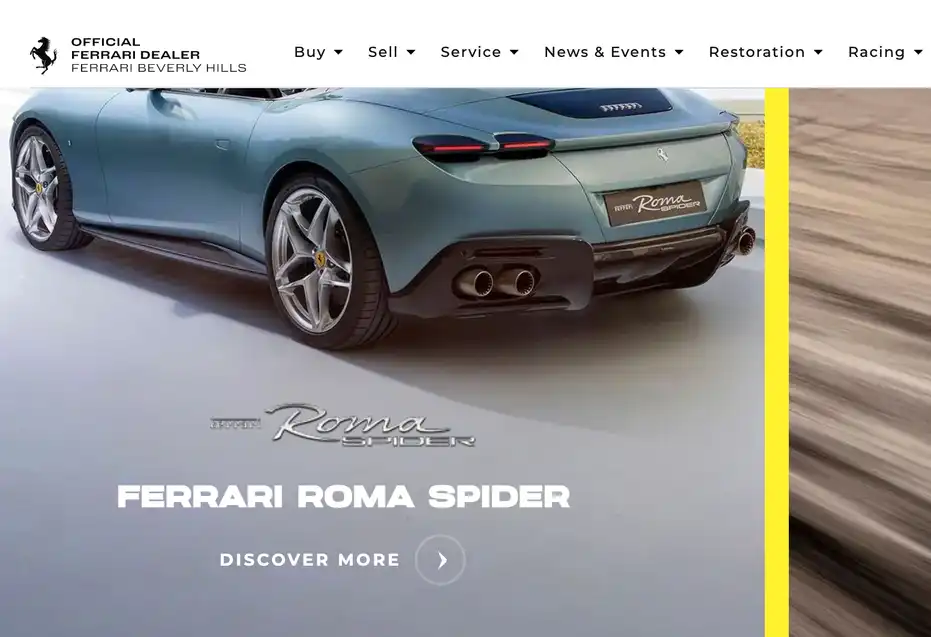 OFFICIAL
FERRARI DEALER
FERRARI BEVERLY HILLS
Buy Sell Service News & Events Restoration Racing
Ferrari
Ferrari Roma
SPIDER
Ferrari Roma
SPIDER
FERRARI ROMA SPIDER
DISCOVER MORE